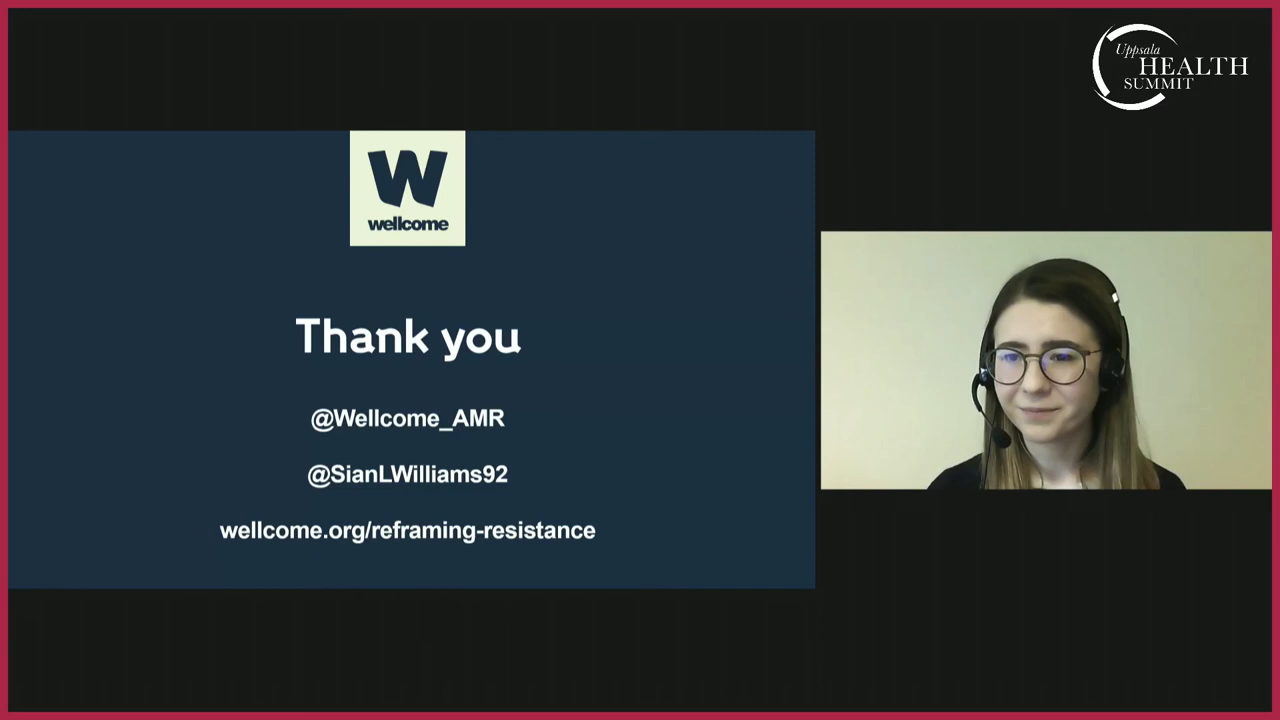 Uppsala
HEALTH
SUMMIT
W
wellcome
Thank you
@Wellcome_AMR
@SianLWilliams92
wellcome.org/reframing-resistance